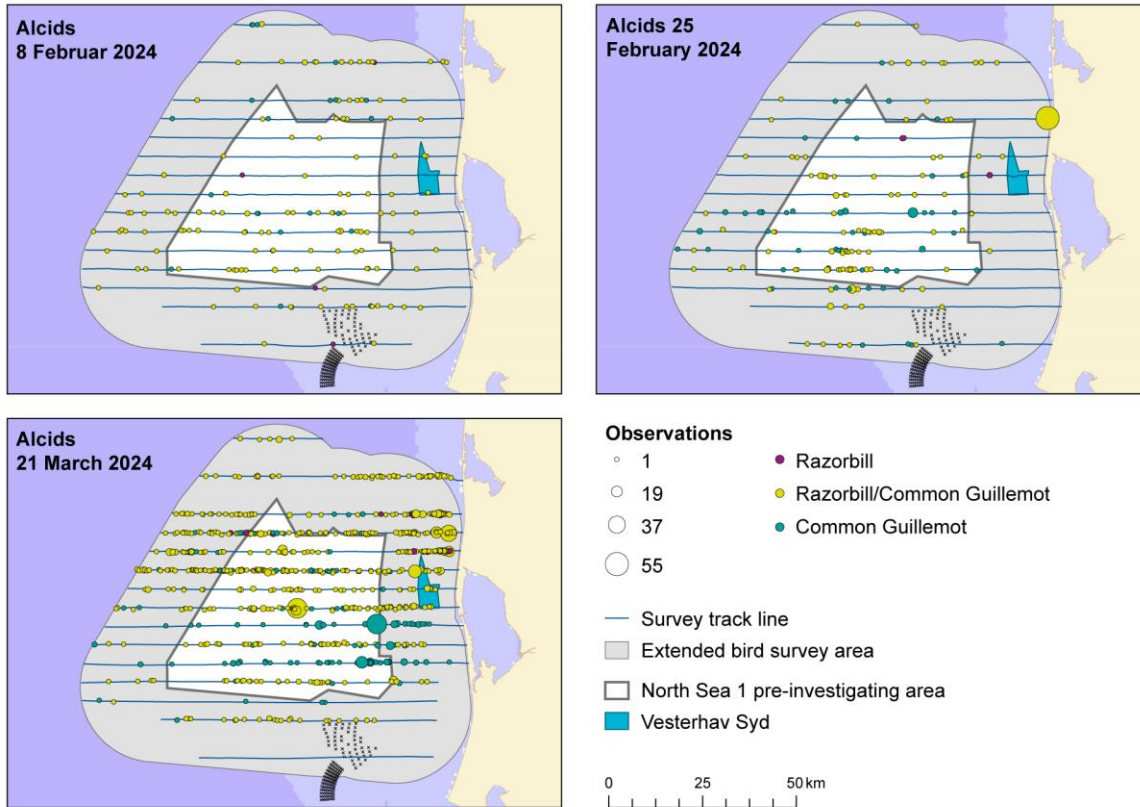 Alcids
8 Februar 2024
Alcids 25
February 2024
Alcids
21 March 2024
Observations
1
19
37
55
Razorbill
Razorbill/Common Guillemot
Common Guillemot
Survey track line
Extended bird survey area
North Sea 1 pre-investigating area
Vesterhav Syd
0 25 50 km